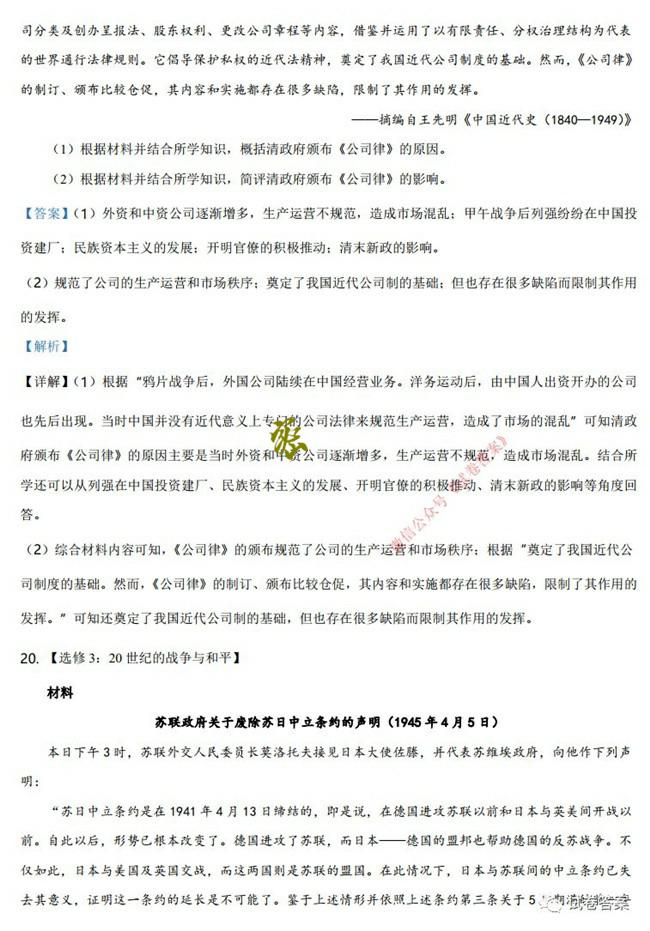 司分类及创办呈报法、股东权利、更改公司章程等内容，借鉴并运用了以有限责任、分权治理结构为代表
的世界通行法律规则。它倡导保护私权的近代法精神，奠定了我国近代公司制度的基础。然而，《公司律》
的制订、颁布比较仓促，其内容和实施都存在很多缺陷，限制了其作用的发挥。
——摘编自王先明《中国近代史（1840—1949）》
（1）根据材料并结合所学知识，概括清政府颁布《公司律》的原因。
（2）根据材料并结合所学知识，简评清政府颁布《公司律》的影响。
【答案】（1）外资和中资公司逐渐增多，生产运营不规范，造成市场混乱；甲午战争后列强纷纷在中国投
资建厂；民族资本主义的发展；开明官僚的积极推动；清末新政的影响。
（2）规范了公司的生产运营和市场秩序；奠定了我国近代公司制的基础；但也存在很多缺陷而限制其作用
的发挥。
【解析】
【详解】（1）根据“鸦片战争后，外国公司陆续在中国经营业务。洋务运动后，由中国人出资开办的公司
也先后出现。当时中国并没有近代意义上专门的公司法律来规范生产运营，造成了市场的混乱”可知清政
府颁布《公司律》的原因主要是当时外资和中资公司逐渐增多，生产运营不规范，造成市场混乱。结合所
学还可以从列强在中国投资建厂、民族资本主义的发展、开明官僚的积极推动、清末新政的影响等角度回
答。
（2）综合材料内容可知，《公司律》的颁布规范了公司的生产运营和市场秩序；根据“奠定了我国近代公
司制度的基础。然而，《公司律》的制订、颁布比较仓促，其内容和实施都存在很多缺陷，限制了其作用的
发挥。”可知还奠定了我国近代公司制的基础，但也存在很多缺陷而限制其作用的发挥。
微信公众号《试卷答案》
20. 【选修 3：20 世纪的战争与和平】
材料
苏联政府关于废除苏日中立条约的声明（1945 年 4 月 5 日）
本日下午 3 时，苏联外交人民委员长莫洛托夫接见日本大使佐藤，并代表苏维埃政府，向他作下列声
明：
“苏日中立条约是在 1941 年 4 月 13 日缔结的，即是说，在德国进攻苏联以前和日本与英美间开战以
前。自此以后，形势已根本改变了。德国进攻了苏联，而日本——德国的盟邦也帮助德国的反苏战争。不
仅如此，日本与美国及英国交战，而这两国则是苏联的盟国。在此情况下，日本与苏联间的中立条约已失
去其意义，证明这一条约的延长是不可能了。鉴于上述情形并依照上述条约第三条关于 5
试卷答案